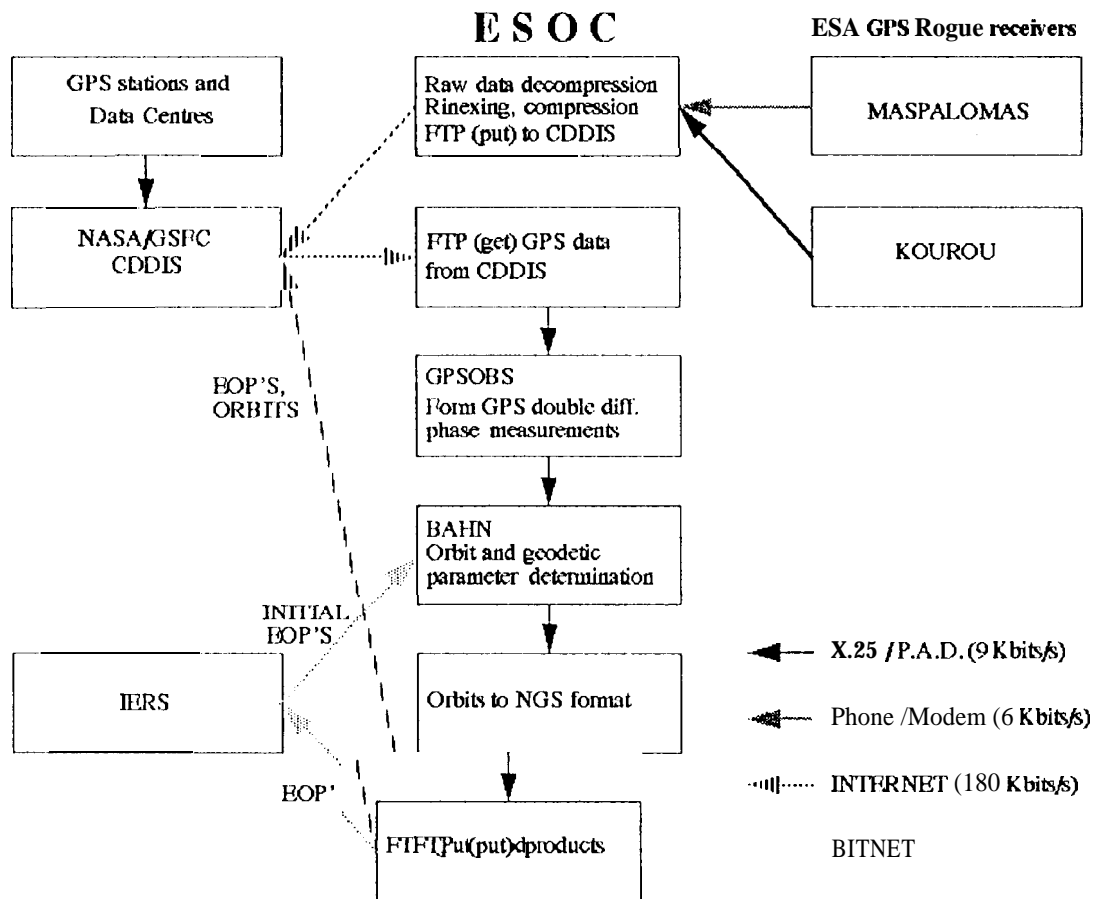 E S O C
ESA GPS Rogue receivers
GPS stations and
Data Centres
Raw data decompression
Rinexing, compression
FTP (put) to CDDIS
MASPALOMAS
NASA/GSFC
CDDIS
FTP (get) GPS data
from CDDIS
KOUROU
EOP'S,
ORBITS
GPSOBS
Form GPS double diff.
phase measurements
BAHN
Orbit and geodetic
parameter determination
INITIAL
EOP'S
IERS
Orbits to NGS format
X.25 / P.A.D. (9 Kbits/s)
Phone /Modem (6 Kbits/s)
INTERNET (180 Kbits/s)
BITNET
EOP'
(put) products